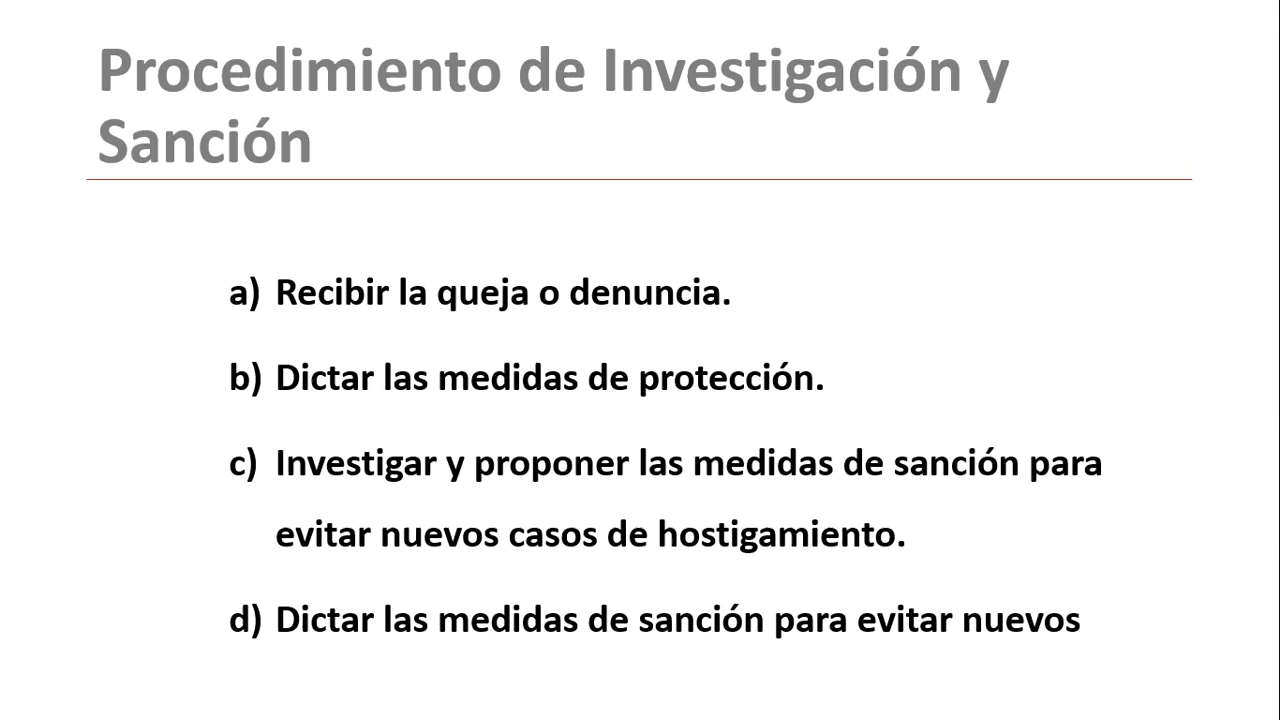 Procedimiento de Investigación y
Sanción
a) Recibir la queja o denuncia.
b) Dictar las medidas de protección.
c) Investigar y proponer las medidas de sanción para
evitar nuevos casos de hostigamiento.
d) Dictar las medidas de sanción para evitar nuevos